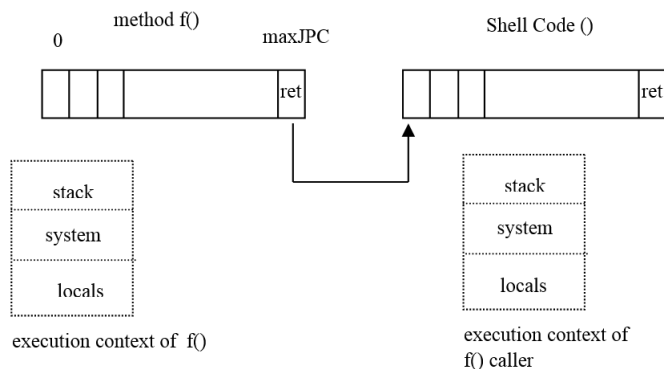 method f()
0
maxJPC
Shell Code ()
ret
ret
stack
system
locals
stack
system
locals
execution context of f()
execution context of
f() caller